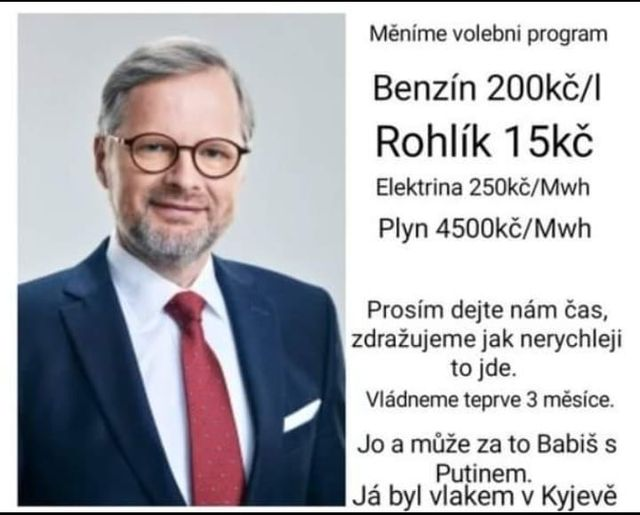 Měníme volebni program
Benzín 200kč/l
Rohlík 15kč
Elektrina 250kč/Mwh
Plyn 4500kč/Mwh
Prosím dejte nám čas,
zdražujeme jak nerychleji
to jde.
Vládneme teprve 3 měsíce.
Jo a může za to Babiš s
Putinem.
Já byl vlakem v Kyjevě